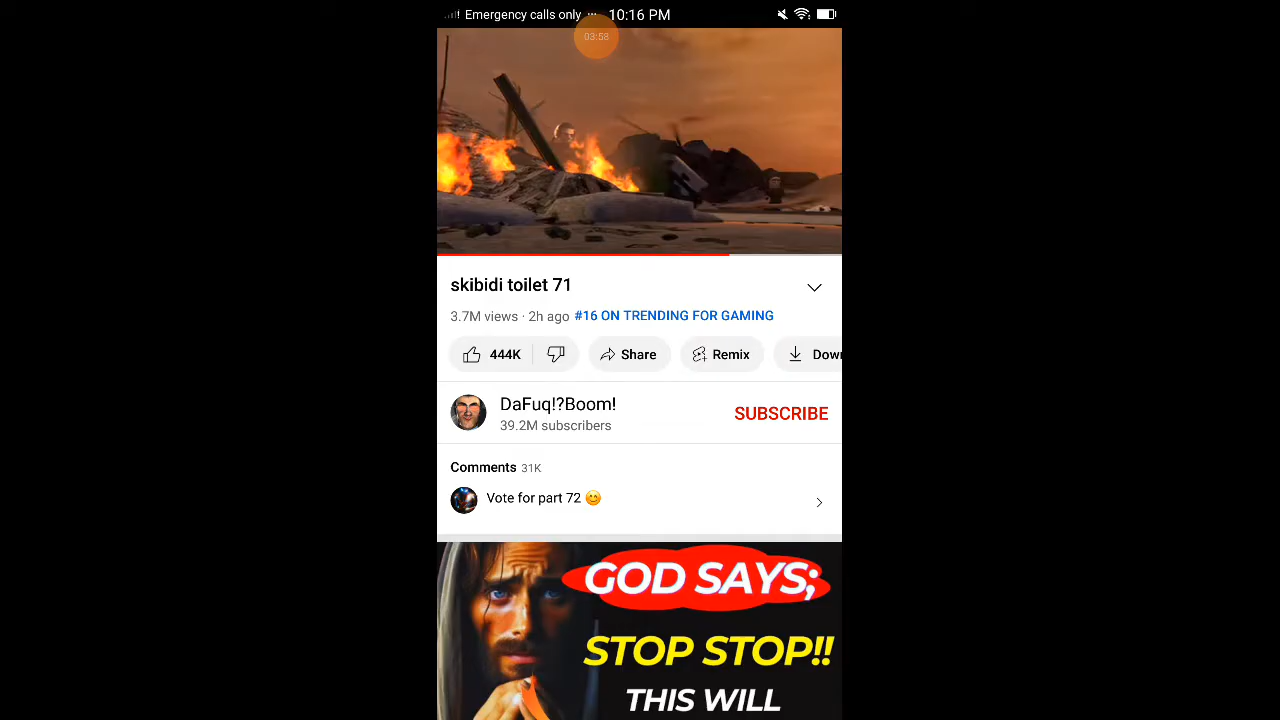 Emergency calls only ... 10:16 PM
03:58
skibidi toilet 71
3.7M views · 2h ago #16 ON TRENDING FOR GAMING
444K Share Remix Down
DaFuq!?Boom!
39.2M subscribers
SUBSCRIBE
Comments 31K
Vote for part 72 😊
GOD SAYS;
STOP STOP!!
THIS WILL